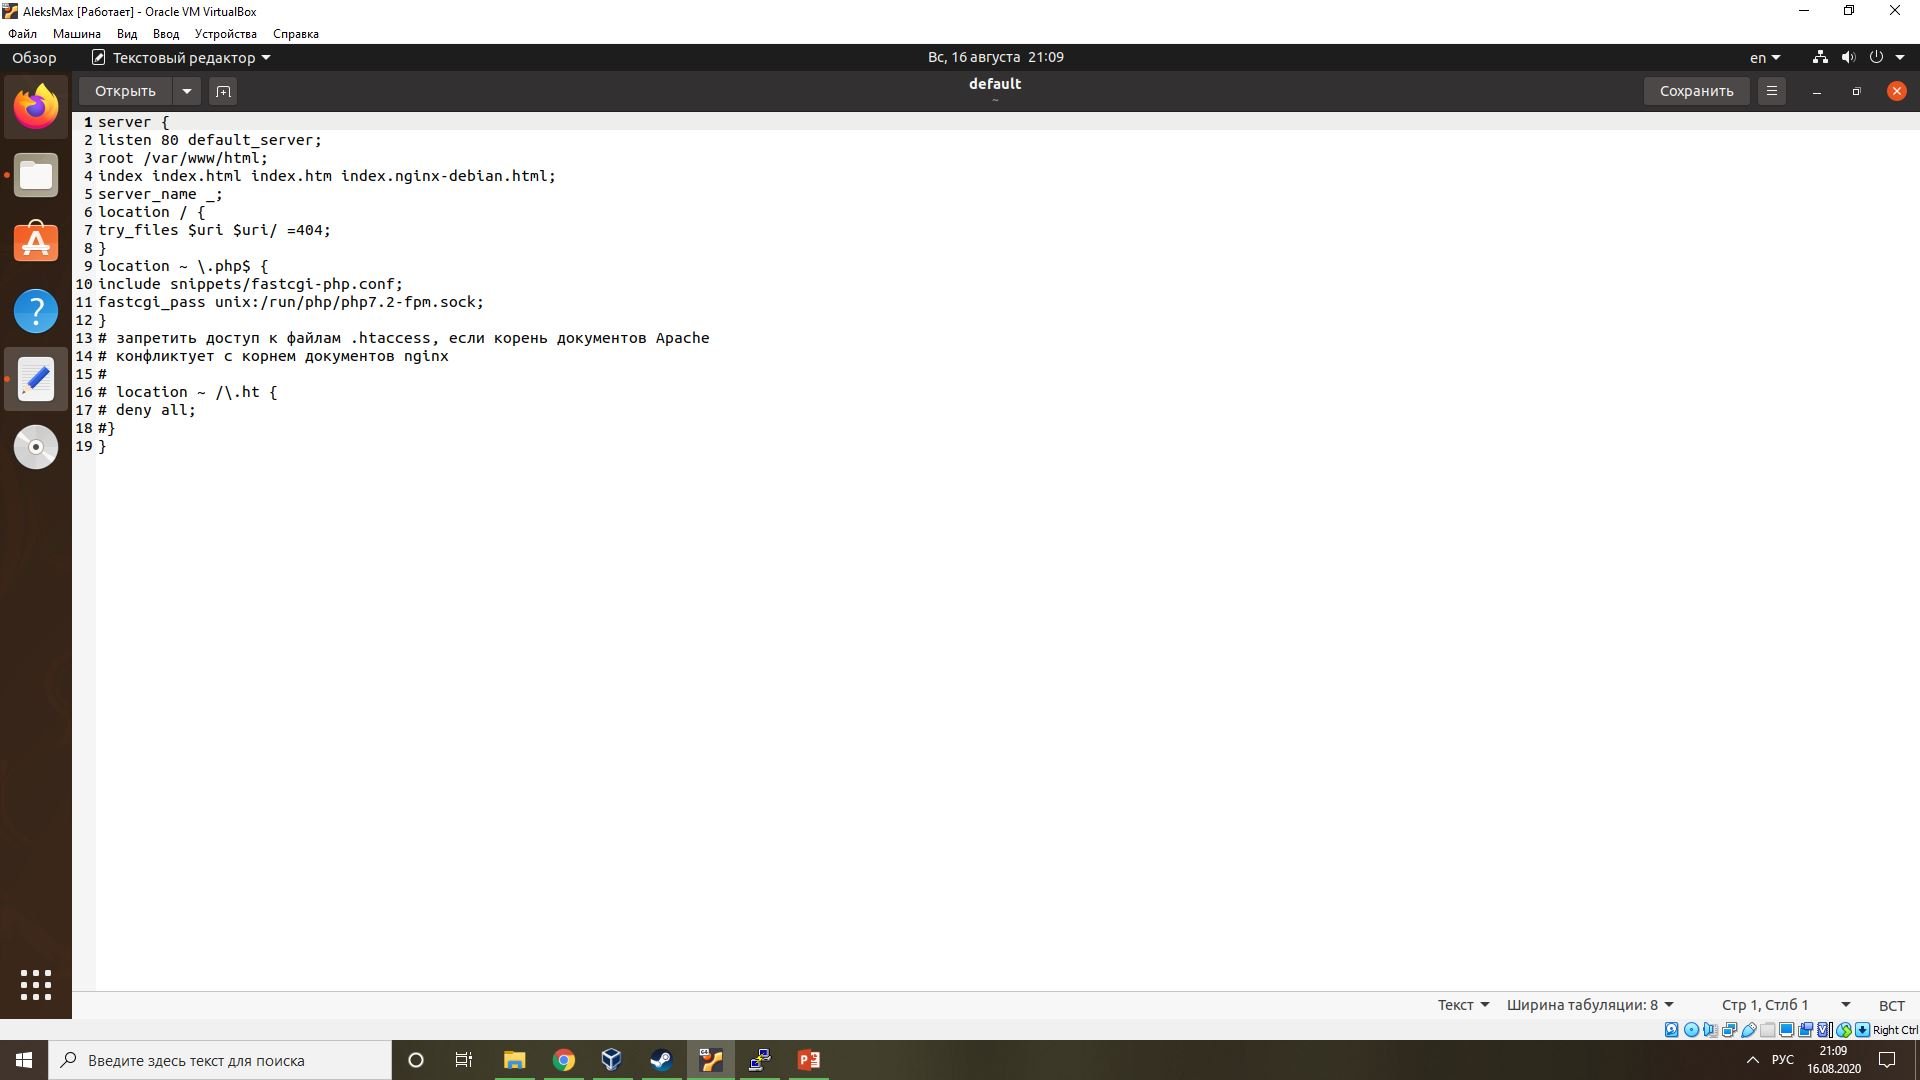 AleksMax [Работает] - Oracle VM VirtualBox
Файл Машина Вид Ввод Устройства Справка
Обзор Текстовый редактор Вс, 16 августа 21:09 en
Открыть default Сохранить
~
1 server {
2 listen 80 default_server;
3 root /var/www/html;
4 index index.html index.htm index.nginx-debian.html;
5 server_name _;
6 location / {
7 try_files $uri $uri/ =404;
8 }
9 location ~ \.php$ {
10 include snippets/fastcgi-php.conf;
11 fastcgi_pass unix:/run/php/php7.2-fpm.sock;
12 }
13 # запретить доступ к файлам .htaccess, если корень документов Apache
14 # конфликтует с корнем документов nginx
15 #
16 # location ~ /\.ht {
17 # deny all;
18 #}
19 }
Текст Ширина табуляции: 8 Стр 1, Стлб 1 ВСТ
Right Ctrl
Введите здесь текст для поиска РУС 21:09
16.08.2020